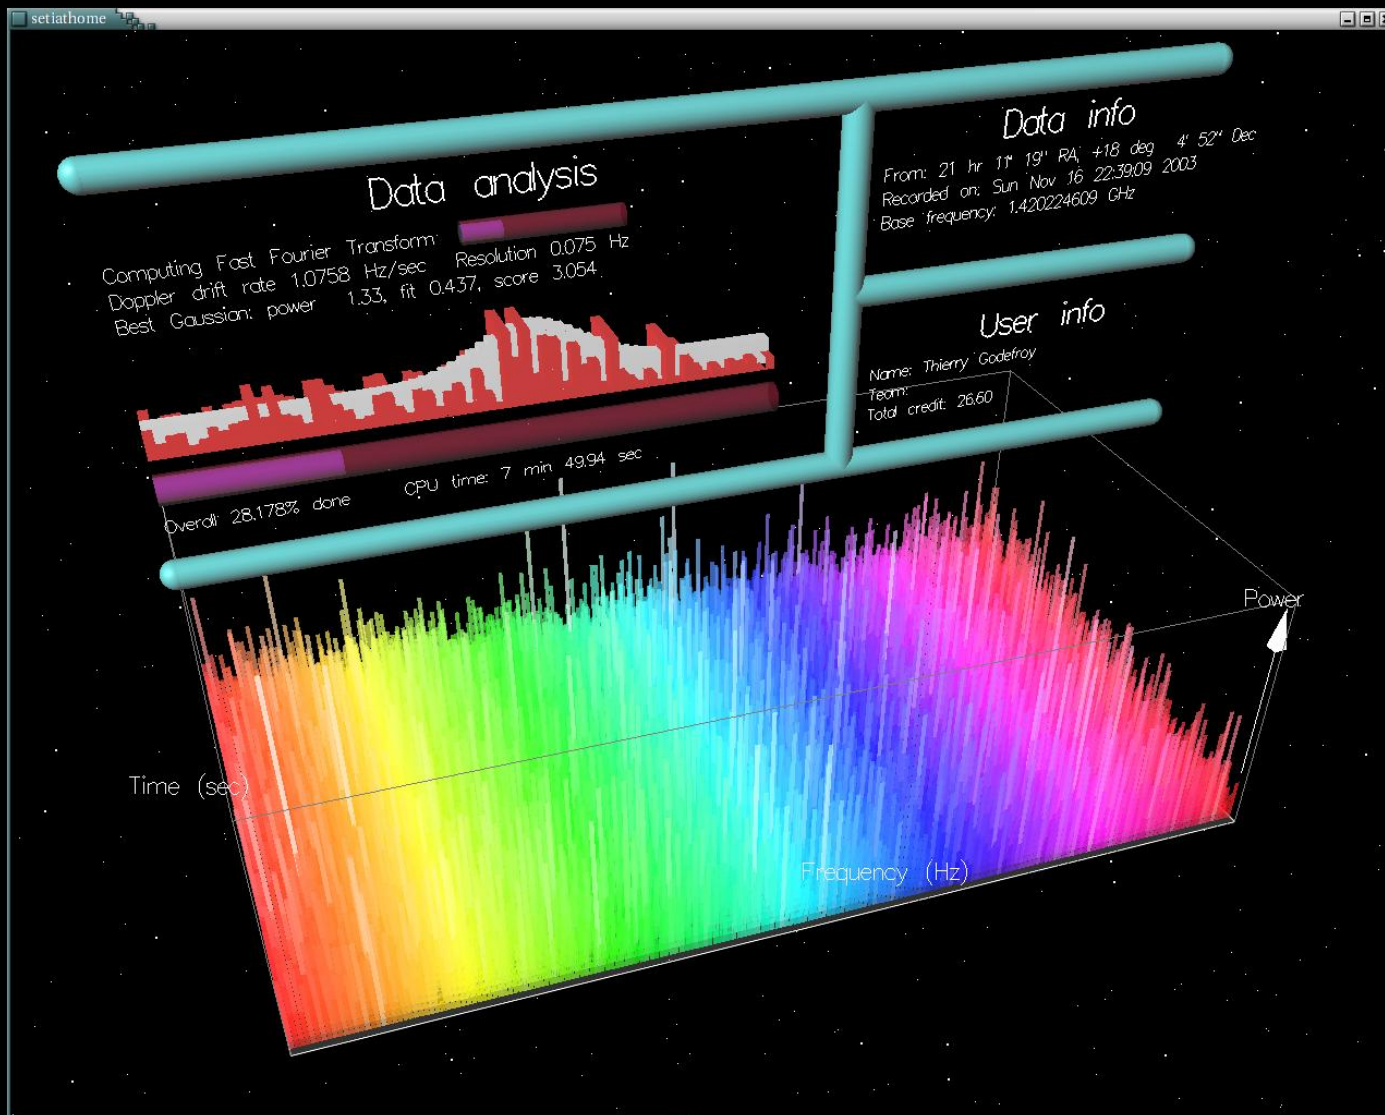 setiathome
Data analysis
Computing Fast Fourier Transform
Doppler drift rate 1.0758 Hz/sec Resolution 0.075 Hz
Best Gaussian: power 1.33, fit 0.437, score 3.054
Overall 28.178% done CPU time: 7 min 49.94 sec
Data info
From: 21 hr 11' 19" RA, +18 deg 4' 52" Dec
Recorded on: Sun Nov 16 22:39:09 2003
Base frequency: 1.420224609 GHz
User info
Name: Thierry Godefroy
Team:
Total credit: 26.60
Power
Time (sec)
Frequency (Hz)